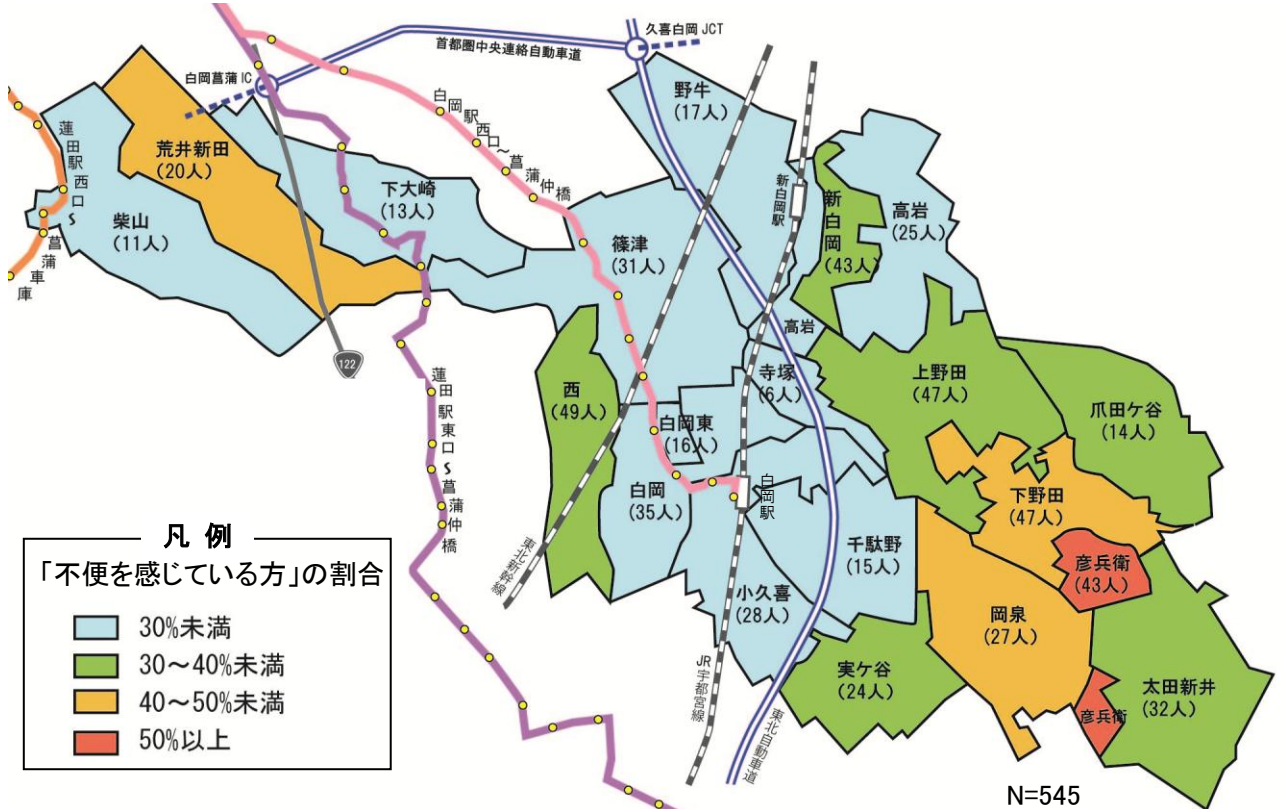 久喜白岡 JCT
首都圏中央連絡自動車道
白岡菖蒲 IC
野牛
(17人)
白岡駅西口～菖蒲仲橋
蓮田駅西口～菖蒲車庫
荒井新田
(20人)
下大崎
(13人)
柴山
(11人)
新白岡駅
新白岡
(43人)
高岩
(25人)
篠津
(31人)
高岩
122
寺塚
(6人)
上野田
(47人)
爪田ケ谷
(14人)
西
(49人)
白岡東
(16人)
蓮田駅東口～菖蒲仲橋
白岡
(35人)
白岡駅
下野田
(47人)
千駄野
(15人)
彦兵衛
(43人)
東北新幹線
小久喜
(28人)
岡泉
(27人)
実ケ谷
(24人)
太田新井
(32人)
彦兵衛
JR宇都宮線
東北自動車道
凡 例
「不便を感じている方」の割合
30%未満
30～40%未満
40～50%未満
50%以上
N=545